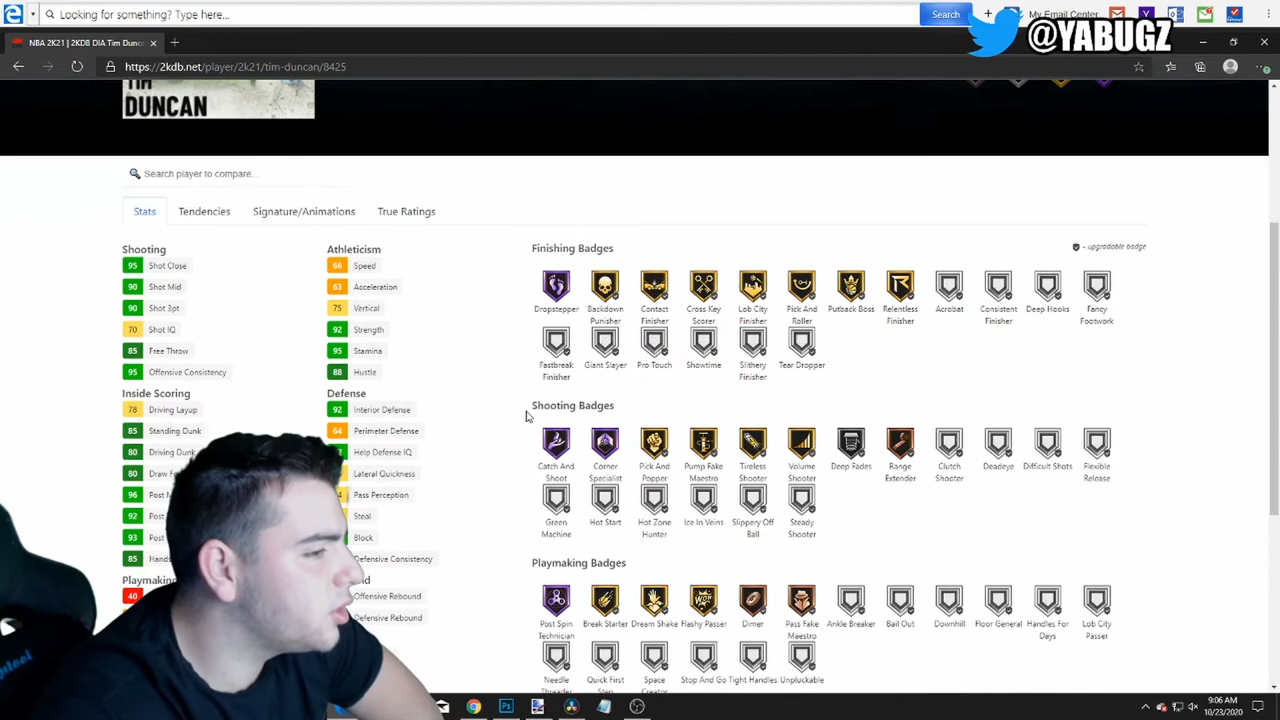 Looking for something? Type here...
Search
My Email Center
@YABUGZ
NBA 2K21 | 2KDB DIA Tim Dunc
https://2kdb.net/player/2k21/tim-duncan/8425
TIM
DUNCAN
Search player to compare...
Stats
Tendencies
Signature/Animations
True Ratings
Shooting
95 Shot Close
90 Shot Mid
90 Shot 3pt
70 Shot IQ
85 Free Throw
95 Offensive Consistency
Inside Scoring
78 Driving Layup
85 Standing Dunk
80 Driving Dunk
80 Draw
96 Post
92 Post
93 Post
85 Hands
Playmaking
40
Athleticism
66 Speed
63 Acceleration
75 Vertical
92 Strength
95 Stamina
88 Hustle
Defense
92 Interior Defense
64 Perimeter Defense
Help Defense IQ
Lateral Quickness
Pass Perception
Steal
Block
Defensive Consistency
Offensive Rebound
Defensive Rebound
- upgradable badge
Finishing Badges
Dropstepper
Backdown Punisher
Contact Finisher
Cross Key Scorer
Lob City Finisher
Pick And Roller
Putback Boss
Relentless Finisher
Acrobat
Consistent Finisher
Deep Hooks
Fancy Footwork
Fastbreak Finisher
Giant Slayer
Pro Touch
Showtime
Slithery Finisher
Tear Dropper
Shooting Badges
Catch And Shoot
Corner Specialist
Pick And Popper
Pump Fake Maestro
Tireless Shooter
Volume Shooter
Deep Fades
Range Extender
Clutch Shooter
Deadeye
Difficult Shots
Flexible Release
Green Machine
Hot Start
Hot Zone Hunter
Ice In Veins
Slippery Off Ball
Steady Shooter
Playmaking Badges
Post Spin Technician
Break Starter
Dream Shake
Flashy Passer
Dimer
Pass Fake Maestro
Ankle Breaker
Bail Out
Downhill
Floor General
Handles For Days
Lob City Passer
Needle Threader
Quick First Step
Space Creator
Stop And Go
Tight Handles
Unpluckable
9:06 AM
10/23/2020